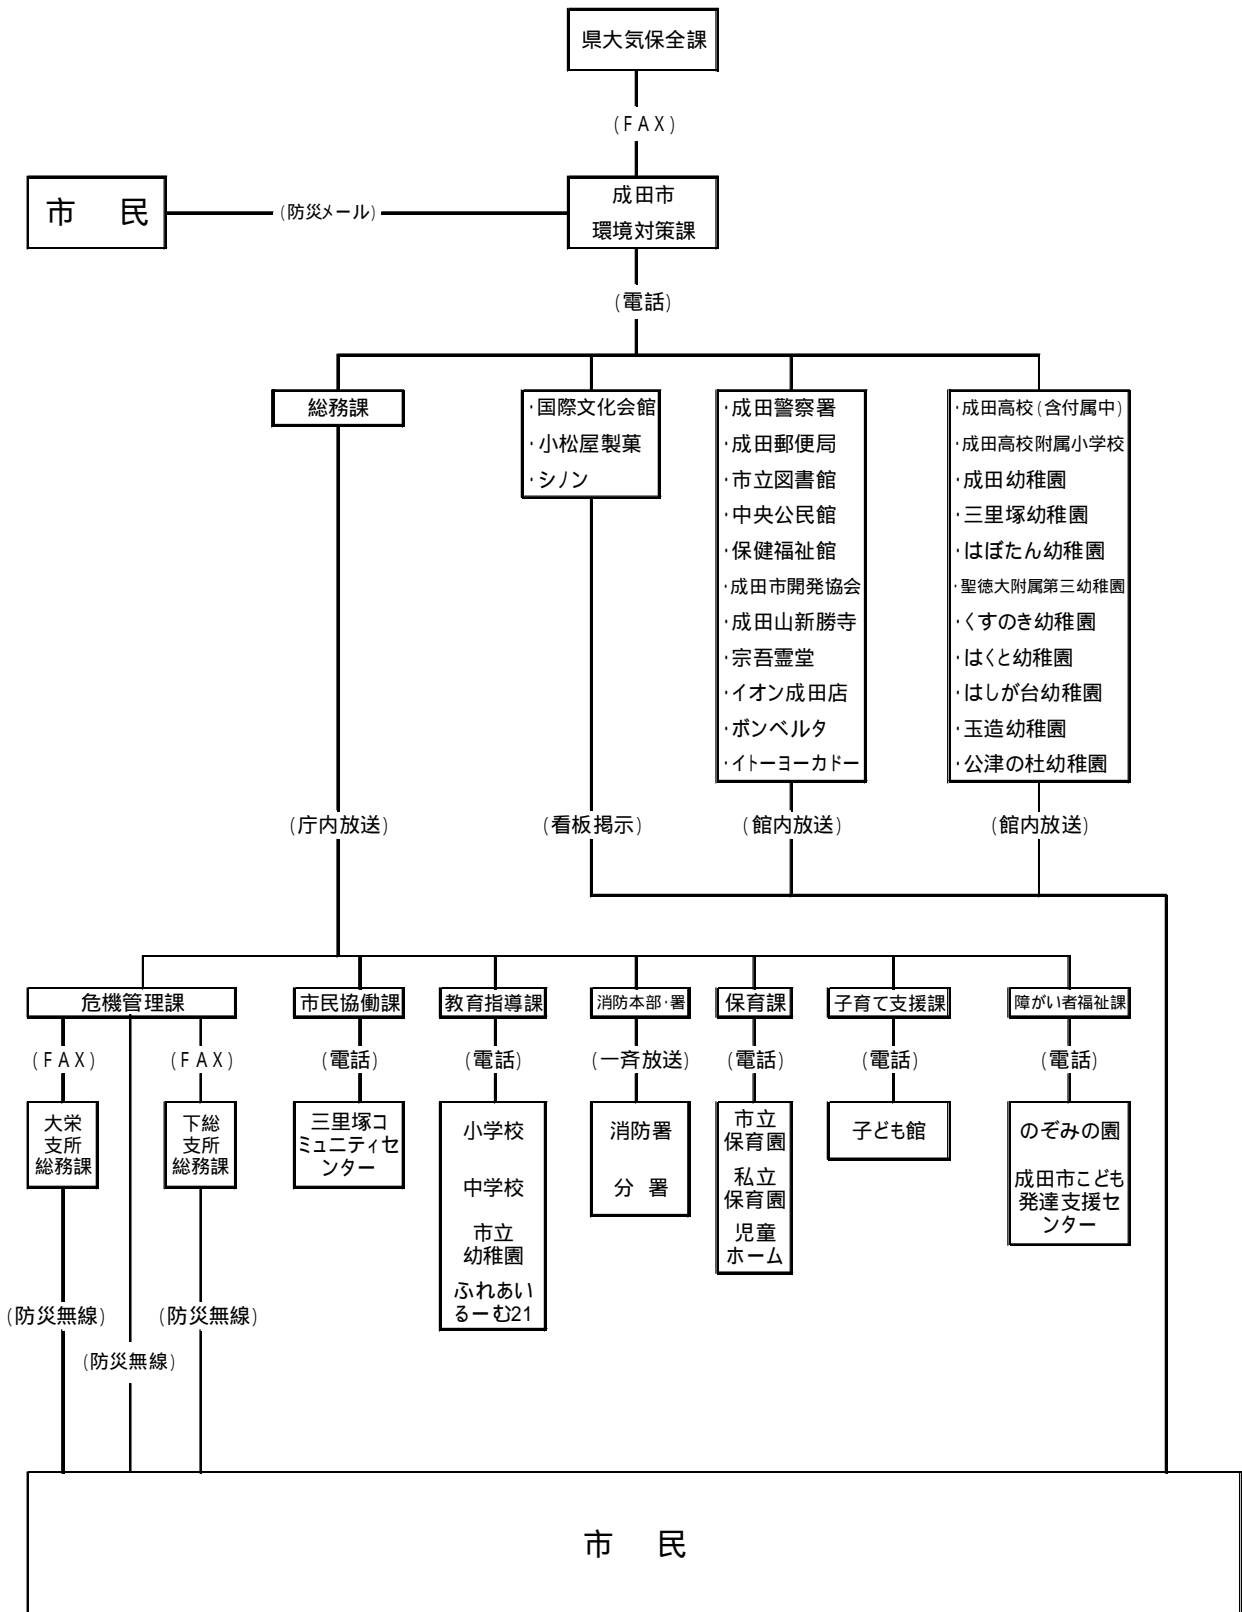 県大気保全課
(FAX)
市 民
(防災メール)
成田市
環境対策課
(電話)
総務課
・国際文化会館
・小松屋製菓
・シノン
・成田警察署
・成田郵便局
・市立図書館
・中央公民館
・保健福祉館
・成田市開発協会
・成田山新勝寺
・宗吾霊堂
・イオン成田店
・ボンベルタ
・イトーヨーカドー
・成田高校(含付属中)
・成田高校附属小学校
・成田幼稚園
・三里塚幼稚園
・はぼたん幼稚園
・聖徳大附属第三幼稚園
・くすのき幼稚園
・はくと幼稚園
・はしが台幼稚園
・玉造幼稚園
・公津の杜幼稚園
(庁内放送)
(看板掲示)
(館内放送)
(館内放送)
危機管理課
市民協働課
教育指導課
消防本部・署
保育課
子育て支援課
障がい者福祉課
(FAX)
(FAX)
(電話)
(電話)
(一斉放送)
(電話)
(電話)
(電話)
大栄
支所
総務課
下総
支所
総務課
三里塚コ
ミュニティセ
ンター
小学校
中学校
市立
幼稚園
ふれあい
るーむ21
消防署
分 署
市立
保育園
私立
保育園
児童
ホーム
子ども館
のぞみの園
成田市こども
発達支援セ
ンター
(防災無線)
(防災無線)
(防災無線)
市 民